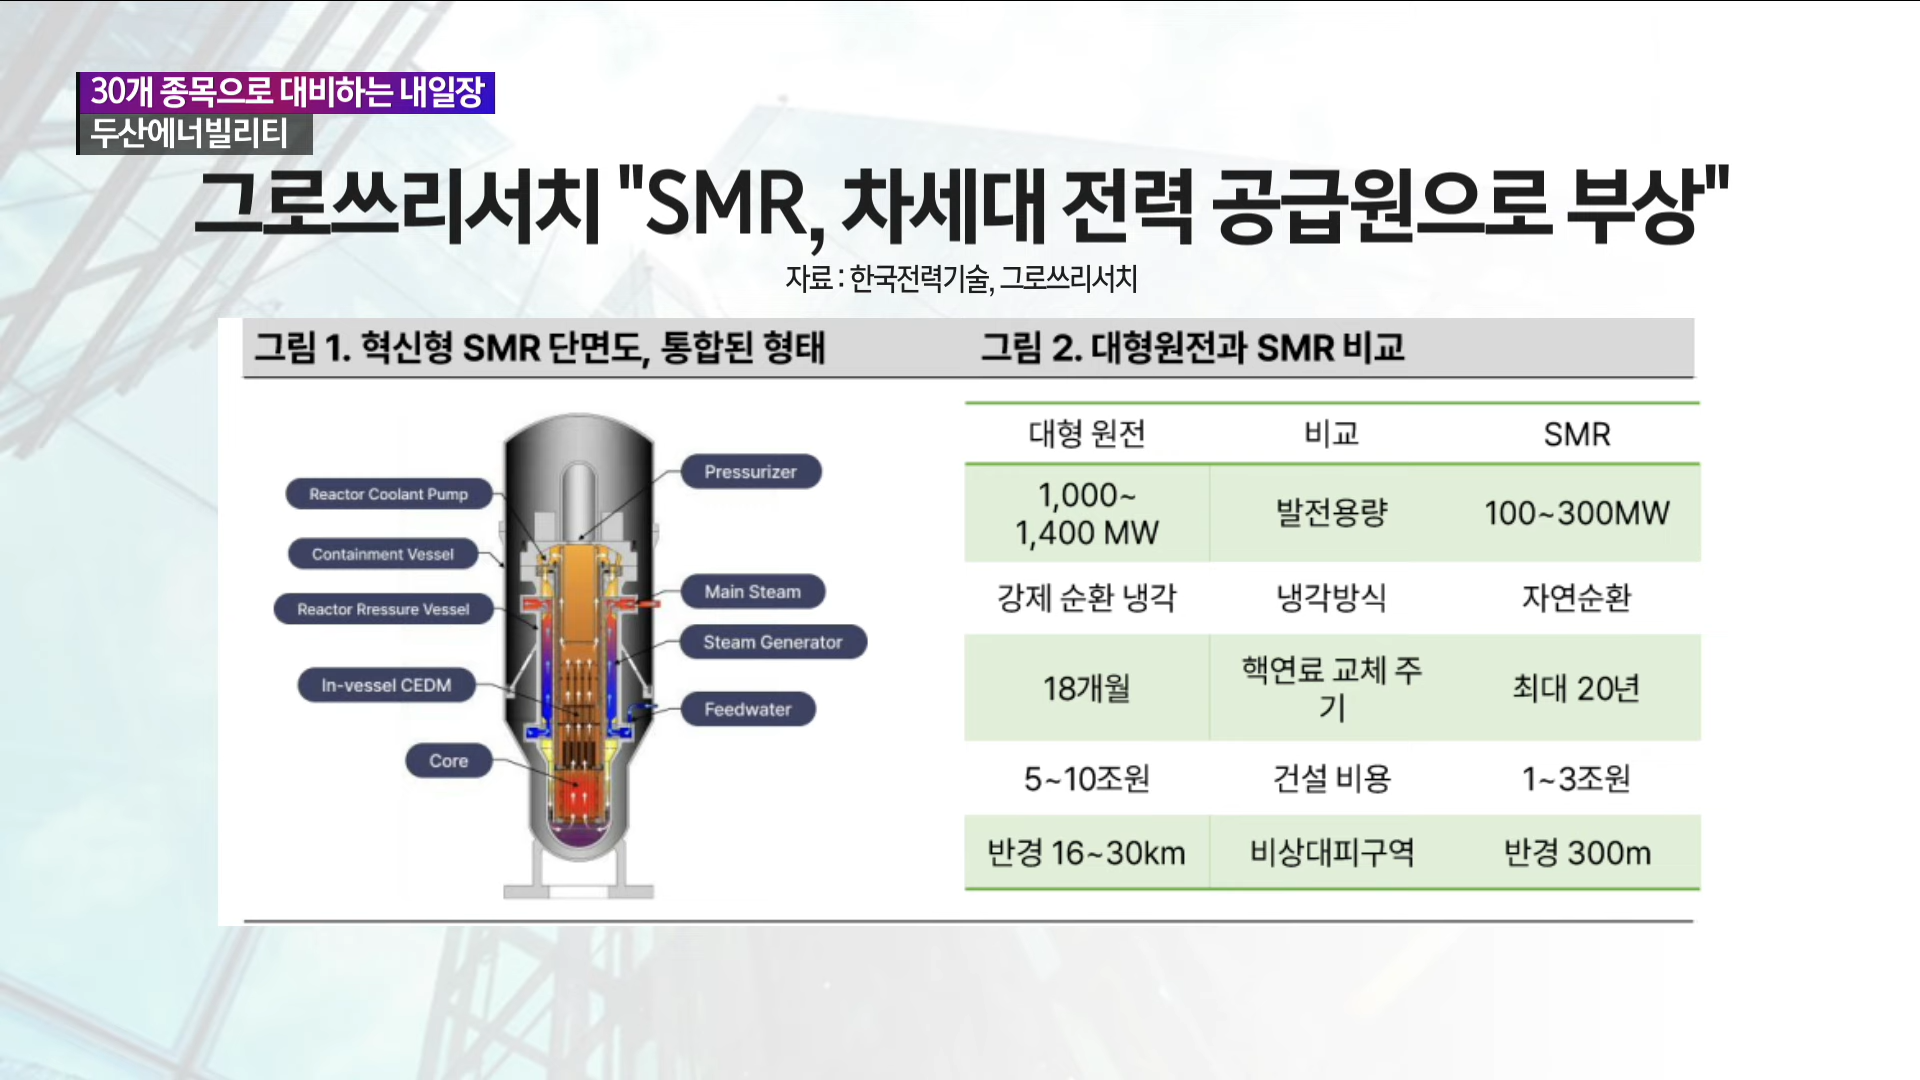 30개 종목으로 대비하는 내일장
두산에너빌리티
그로쓰리서치 "SMR, 차세대 전력 공급원으로 부상"
자료 : 한국전력기술, 그로쓰리서치
그림 1. 혁신형 SMR 단면도, 통합된 형태
Reactor Coolant Pump
Containment Vessel
Reactor Rressure Vessel
In-vessel CEDM
Core
Pressurizer
Main Steam
Steam Generator
Feedwater
그림 2. 대형원전과 SMR 비교
대형 원전 비교 SMR
1,000~
1,400 MW 발전용량 100~300MW
강제 순환 냉각 냉각방식 자연순환
18개월 핵연료 교체 주
기 최대 20년
5~10조원 건설 비용 1~3조원
반경 16~30km 비상대피구역 반경 300m